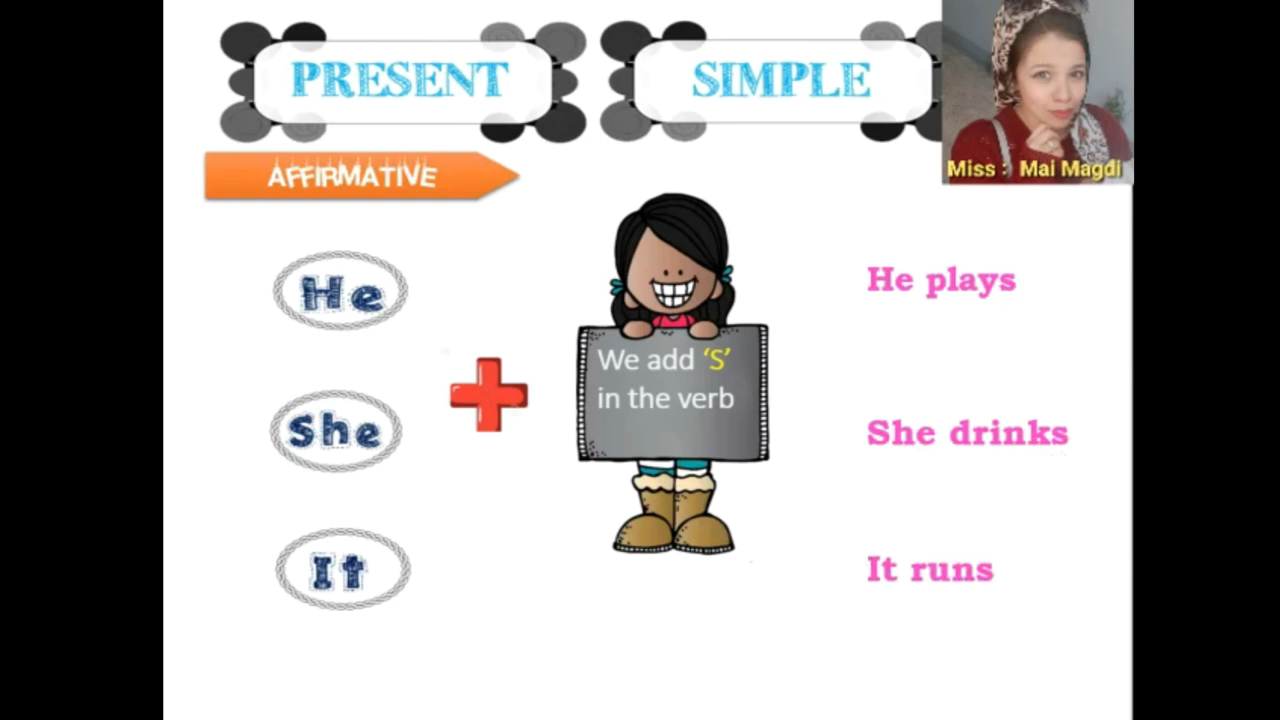 PRESENT SIMPLE
Miss : Mai Magdi
AFFIRMATIVE
He
We add ‘S’
in the verb
He plays
She
She drinks
It
It runs